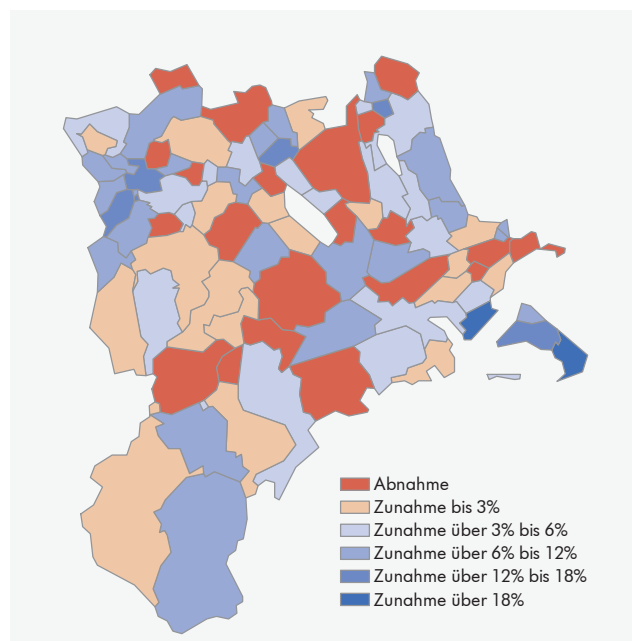 Abnahme
Zunahme bis 3%
Zunahme über 3% bis 6%
Zunahme über 6% bis 12%
Zunahme über 12% bis 18%
Zunahme über 18%